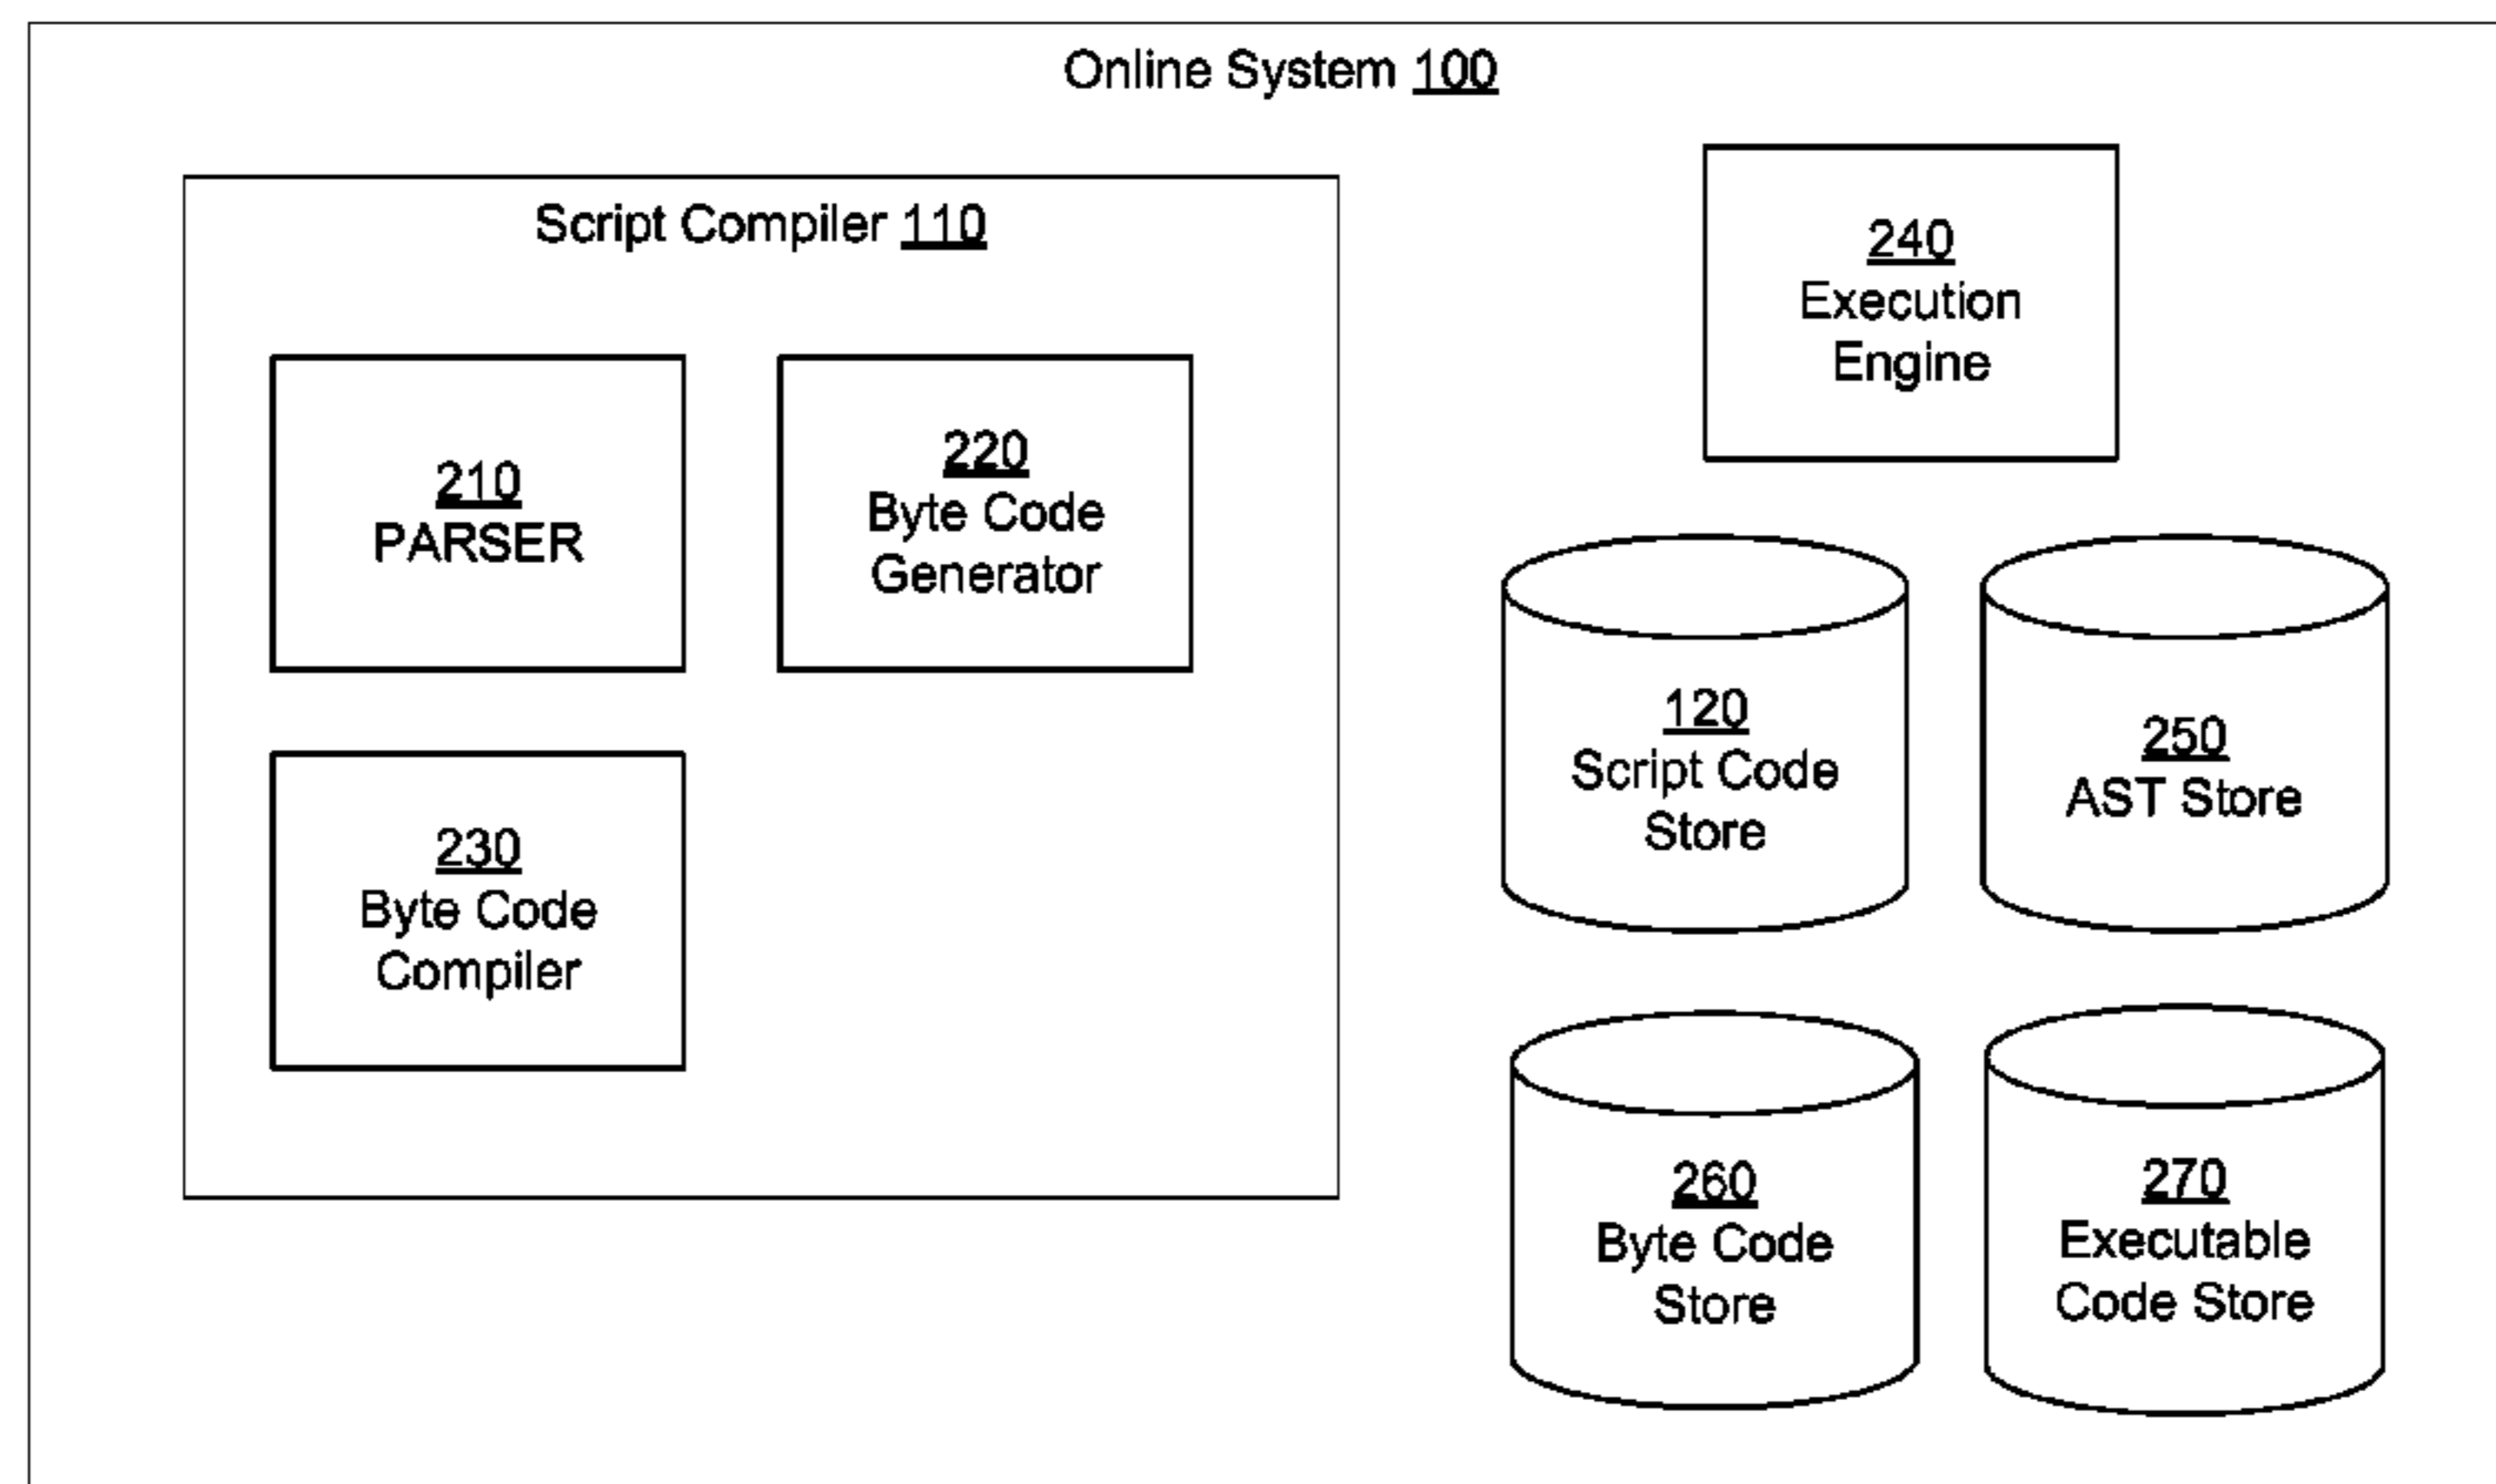 Online System 100
Script Compiler 110
210
PARSER
220
Byte Code
Generator
230
Byte Code
Compiler
240
Execution
Engine
120
Script Code
Store
250
AST Store
260
Byte Code
Store
270
Executable
Code Store